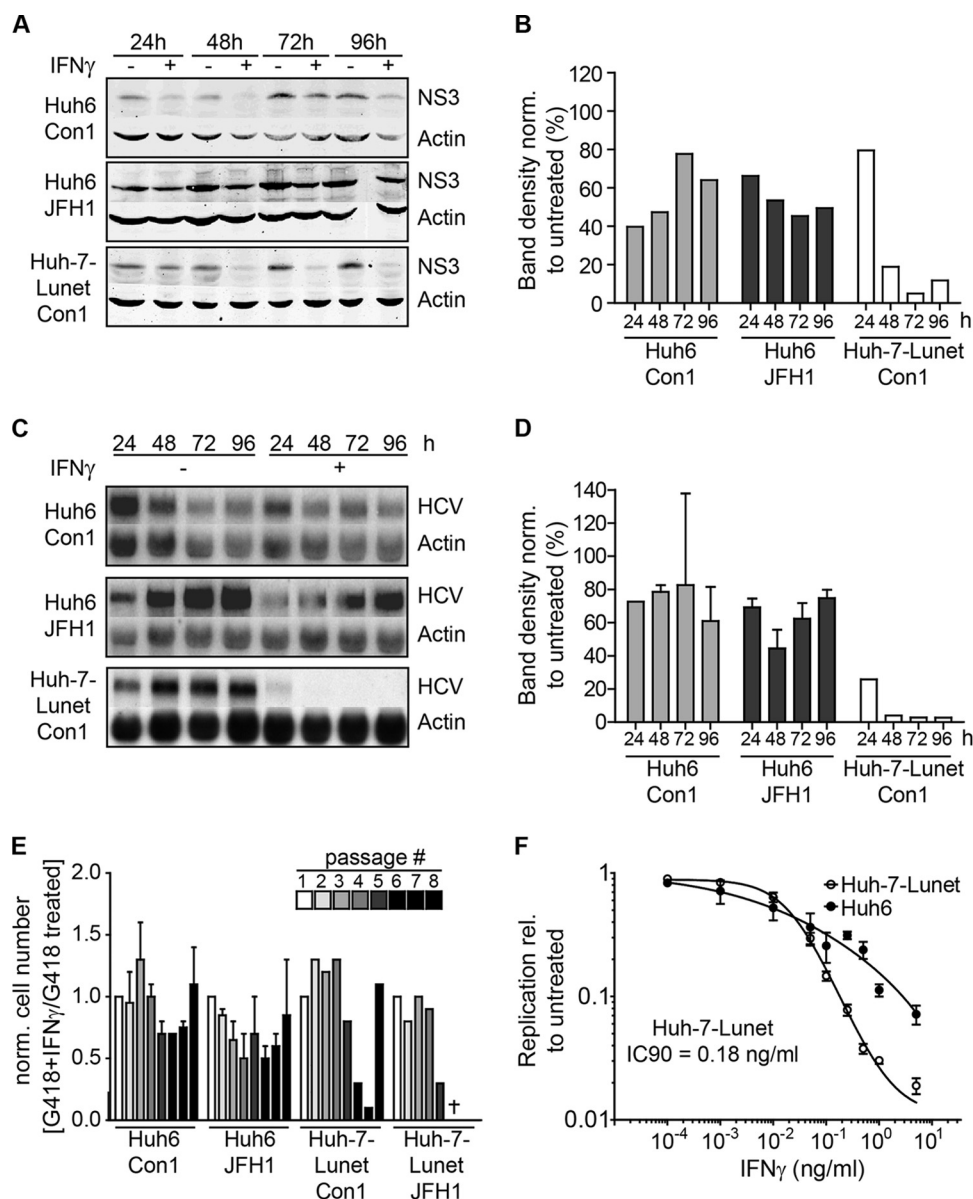 A
24h 48h 72h 96h
IFNγ - + - + - + - +
Huh6
Con1
NS3
Actin
Huh6
JFH1
NS3
Actin
Huh-7-
Lunet
Con1
NS3
Actin
B
Band density norm.
to untreated (%)
120
100
80
60
40
20
0
24 48 72 96 24 48 72 96 24 48 72 96 h
Huh6
Con1
Huh6
JFH1
Huh-7-Lunet
Con1
C
24 48 72 96 24 48 72 96 h
IFNγ - +
Huh6
Con1
HCV
Actin
Huh6
JFH1
HCV
Actin
Huh-7-
Lunet
Con1
HCV
Actin
D
Band density norm.
to untreated (%)
140
120
100
80
60
40
20
0
24 48 72 96 24 48 72 96 24 48 72 96 h
Huh6
Con1
Huh6
JFH1
Huh-7-Lunet
Con1
E
norm. cell number
[G418+IFNγ/G418 treated]
2.0
1.5
1.0
0.5
0.0
passage #
1 2 3 4 5 6 7 8
†
Huh6
Con1
Huh6
JFH1
Huh-7-
Lunet
Con1
Huh-7-
Lunet
JFH1
F
Replication rel.
to untreated
1
0.1
0.01
Huh-7-Lunet
Huh6
Huh-7-Lunet
IC90 = 0.18 ng/ml
10⁻⁴ 10⁻³ 10⁻² 10⁻¹ 10⁰ 10¹
IFNγ (ng/ml)